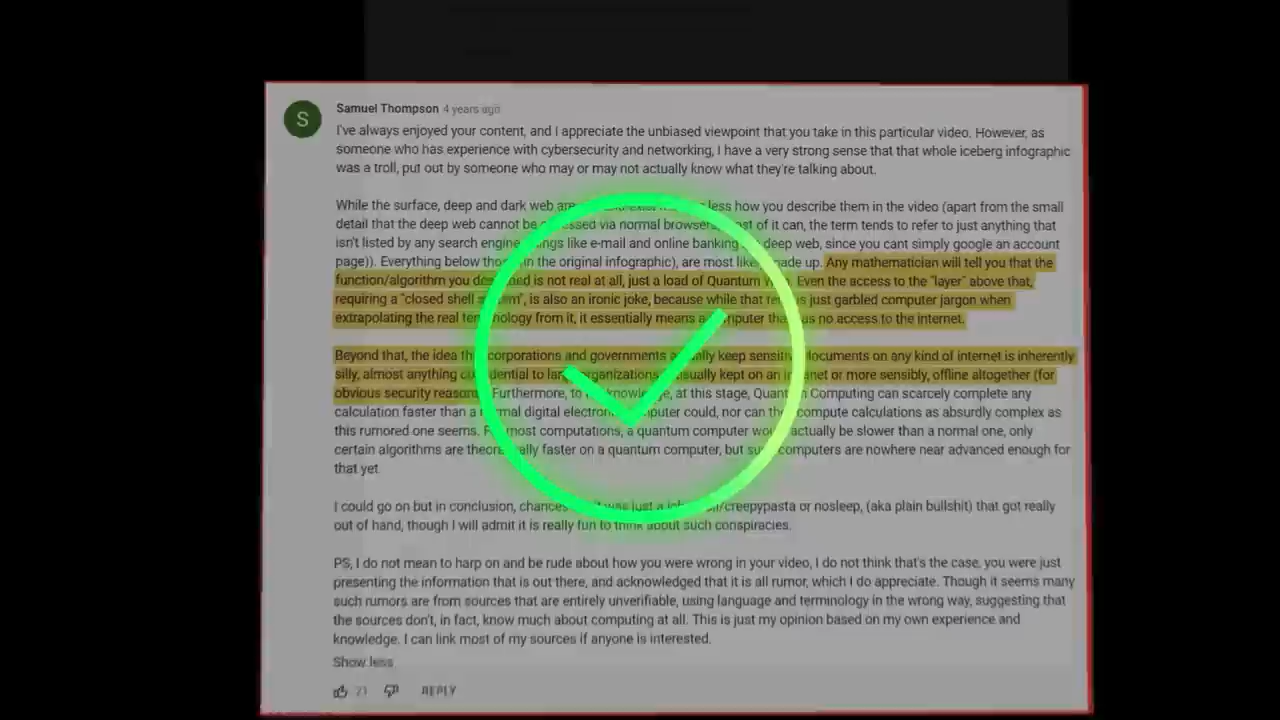 S
Samuel Thompson 4 years ago
I've always enjoyed your content, and I appreciate the unbiased viewpoint that you take in this particular video. However, as
someone who has experience with cybersecurity and networking, I have a very strong sense that that whole iceberg infographic
was a troll, put out by someone who may or may not actually know what they're talking about.
While the surface, deep and dark web are less how you describe them in the video (apart from the small
detail that the deep web cannot be accessed via normal browsers, most of it can, the term tends to refer to just anything that
isn't listed by any search engine things like e-mail and online banking deep web, since you cant simply google an account
page)). Everything below those in the original infographic), are most likely made up. Any mathematician will tell you that the
function/algorithm you described is not real at all, just a load of Quantum Even the access to the "layer" above that,
requiring a "closed shell system", is also an ironic joke, because while that is just garbled computer jargon when
extrapolating the real terminology from it, it essentially means a computer that has no access to the internet.
Beyond that, the idea that corporations and governments actually keep sensitive documents on any kind of internet is inherently
silly, almost anything confidential to large organizations is usually kept on an intranet or more sensibly, offline altogether (for
obvious security reasons Furthermore, to knowledge, at this stage, Quantum Computing can scarcely complete any
calculation faster than a normal digital electronic computer could, nor can they compute calculations as absurdly complex as
this rumored one seems. For most computations, a quantum computer would actually be slower than a normal one, only
certain algorithms are theoretically faster on a quantum computer, but such computers are nowhere near advanced enough for
that yet.
I could go on but in conclusion, chances it was just a /creepypasta or nosleep, (aka plain bullshit) that got really
out of hand, though I will admit it is really fun to think about such conspiracies.
PS, I do not mean to harp on and be rude about how you were wrong in your video, I do not think that's the case, you were just
presenting the information that is out there, and acknowledged that it is all rumor, which I do appreciate. Though it seems many
such rumors are from sources that are entirely unverifiable, using language and terminology in the wrong way, suggesting that
the sources don't, in fact, know much about computing at all. This is just my opinion based on my own experience and
knowledge. I can link most of my sources if anyone is interested.
Show less
21 REPLY